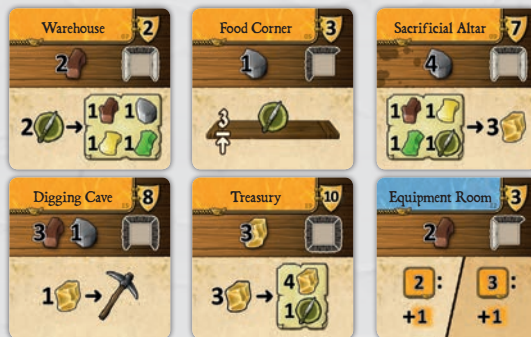 Warehouse 2
2
2 → 1 1
1 1
Food Corner 3
1
3
Sacrificial Altar 7
4
1 1
1 1 → 3
Digging Cave 8
3 1
1 →
Treasury 10
3
3 → 4
1
Equipment Room 3
2
2 : 3 :
+1 +1